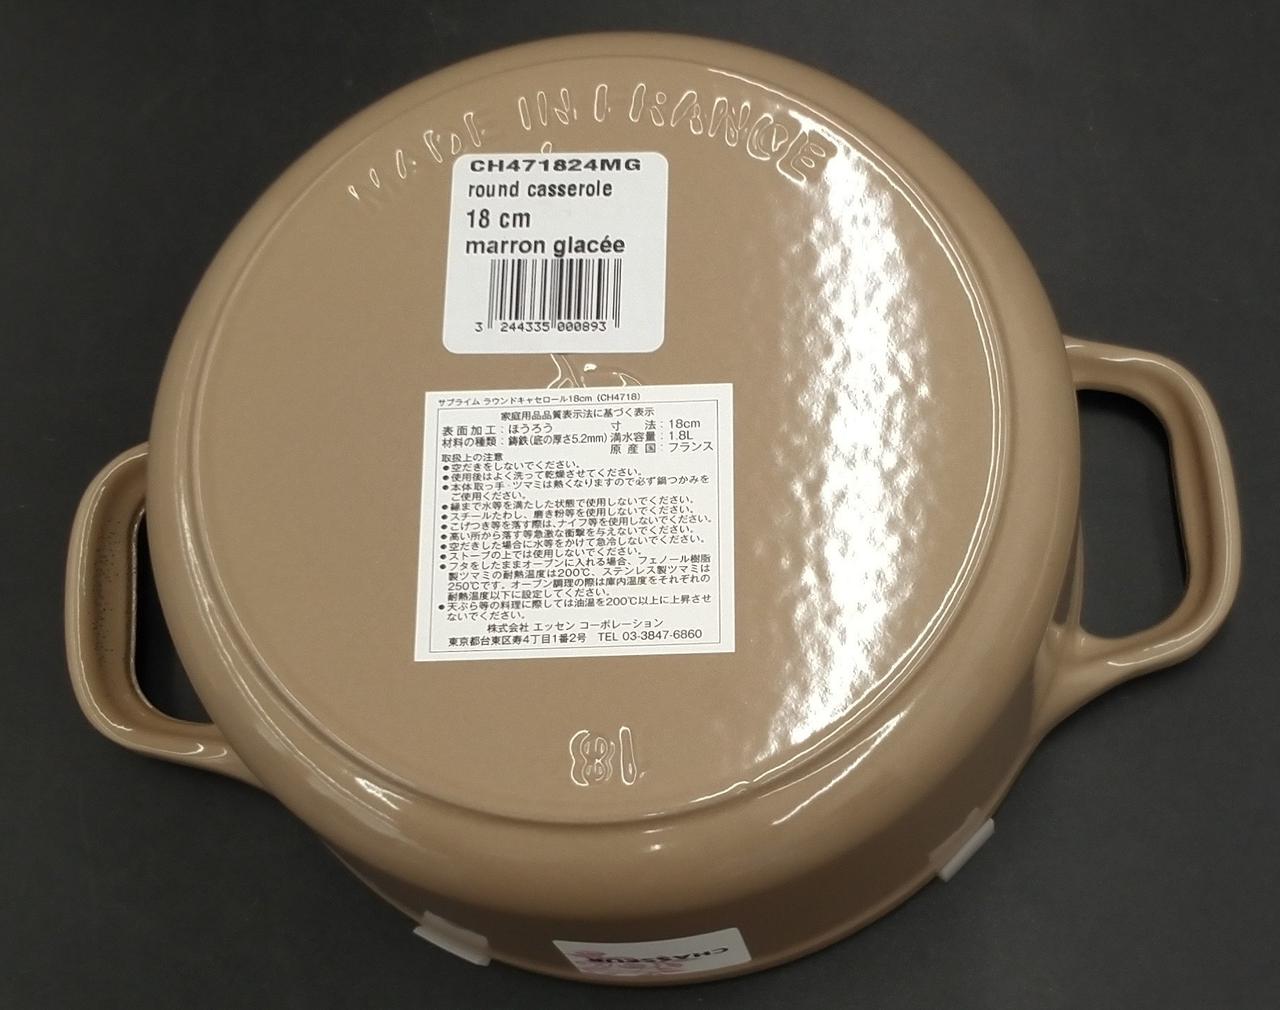 MADE IN FRANCE
CH471824MG
round casserole
18 cm
marron glacée
3 244335 000893
サブライム ラウンドキャセロール18cm (CH4718)
家庭用品品質表示法に基づく表示
表面加工：ほうろう 寸法：18cm
材料の種類：鋳鉄(底の厚さ5.2mm) 満水容量：1.8L
原産国：フランス
取扱上の注意
●空だきをしないでください。
●使用後はよく洗って乾燥させてください。
●本体取っ手・ツマミは熱くなりますので必ず鍋つかみを
ご使用ください。
●縁まで水等を満たした状態で使用しないでください。
●スチールたわし、磨き粉等を使用しないでください。
●こげつき等を落す際は、ナイフ等を使用しないでください。
●高い所から落す等急激な衝撃を与えないでください。
●空だきした場合に水等をかけて急冷しないでください。
●ストーブの上では使用しないでください。
●フタをしたままオーブンに入れる場合、フェノール樹脂
製ツマミの耐熱温度は200℃、ステンレス製ツマミは
250℃です。オーブン調理の際は庫内温度をそれぞれの
耐熱温度以下に設定してください。
●天ぷら等の料理に際しては油温を200℃以上に上昇させ
ないでください。
株式会社 エッセン コーポレーション
東京都台東区寿4丁目1番2号 TEL 03-3847-6860
18
CHASSEUR